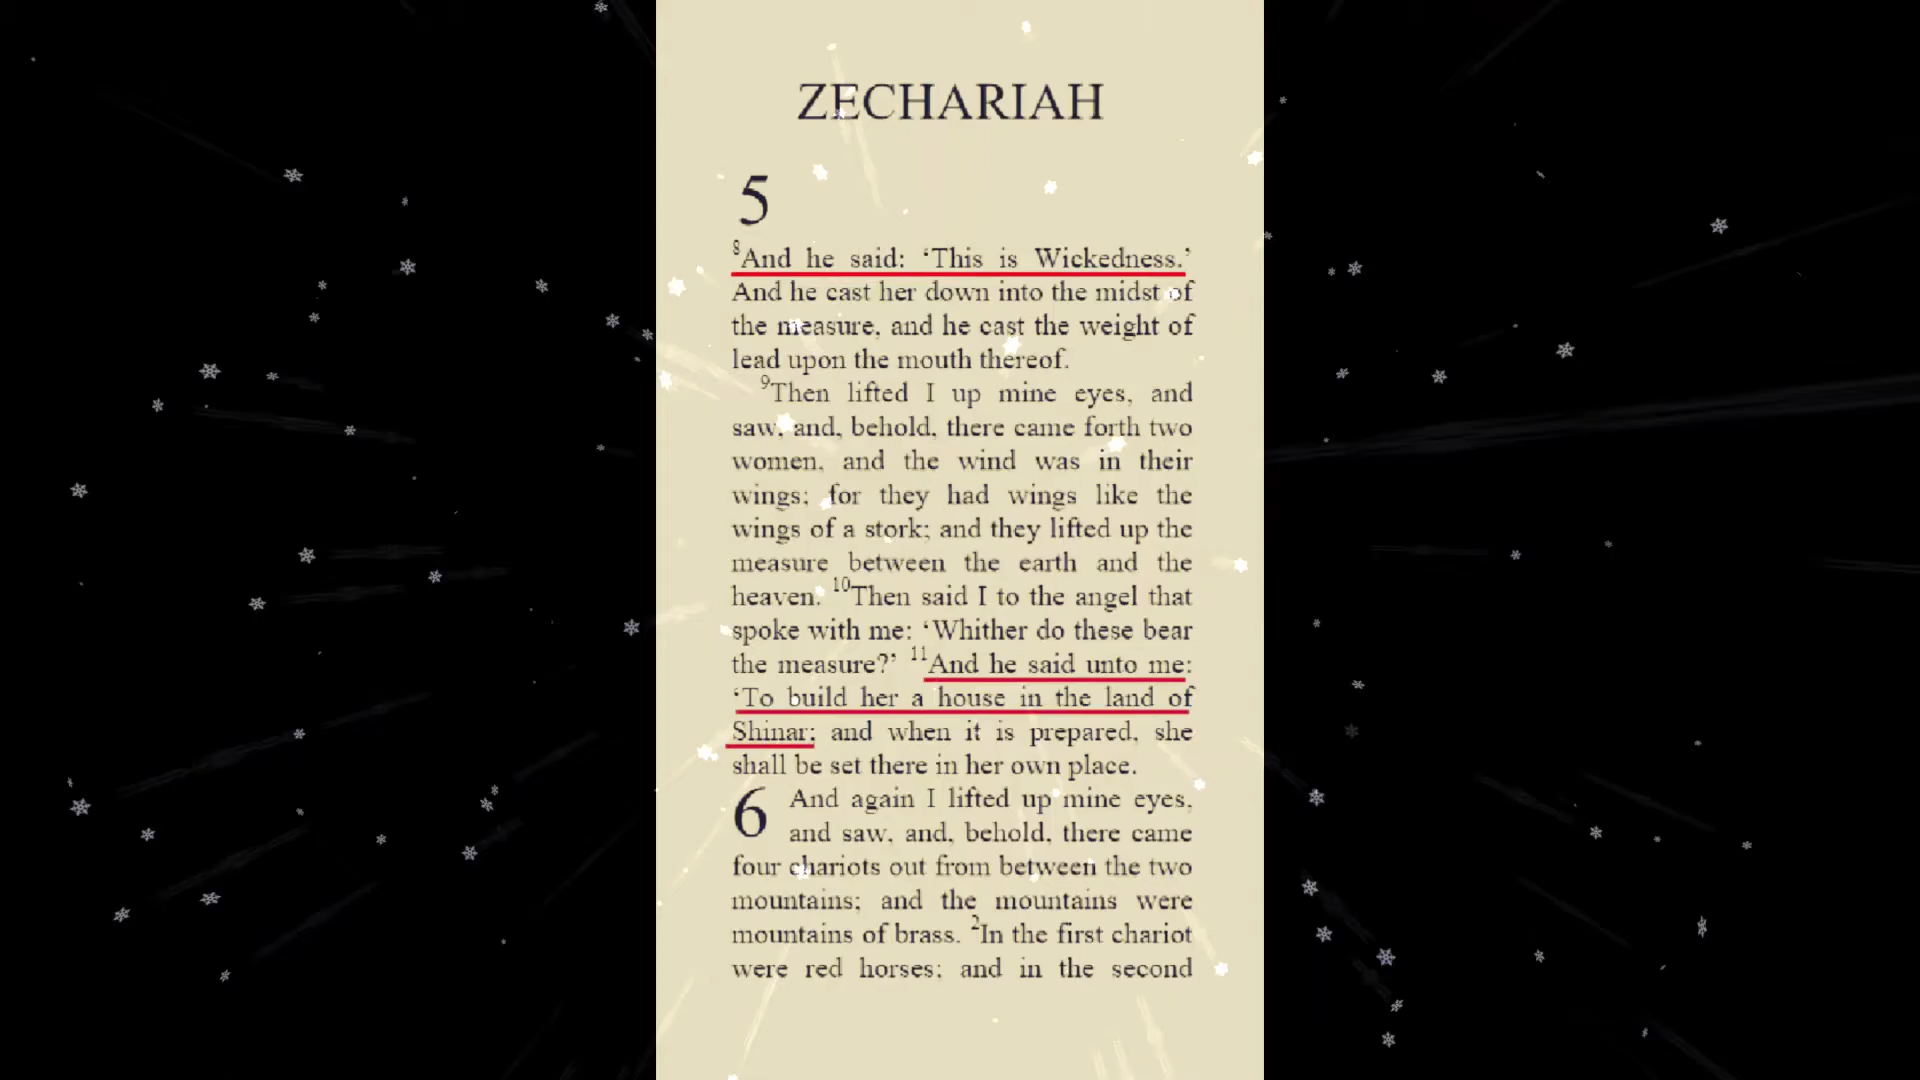 ZECHARIAH
5
8And he said: ‘This is Wickedness.’
And he cast her down into the midst of
the measure, and he cast the weight of
lead upon the mouth thereof.
9Then lifted I up mine eyes, and
saw, and, behold, there came forth two
women, and the wind was in their
wings; for they had wings like the
wings of a stork; and they lifted up the
measure between the earth and the
heaven. 10Then said I to the angel that
spoke with me: ‘Whither do these bear
the measure?’ 11And he said unto me:
‘To build her a house in the land of
Shinar; and when it is prepared, she
shall be set there in her own place.
6 And again I lifted up mine eyes,
and saw, and, behold, there came
four chariots out from between the two
mountains; and the mountains were
mountains of brass. 2In the first chariot
were red horses; and in the second